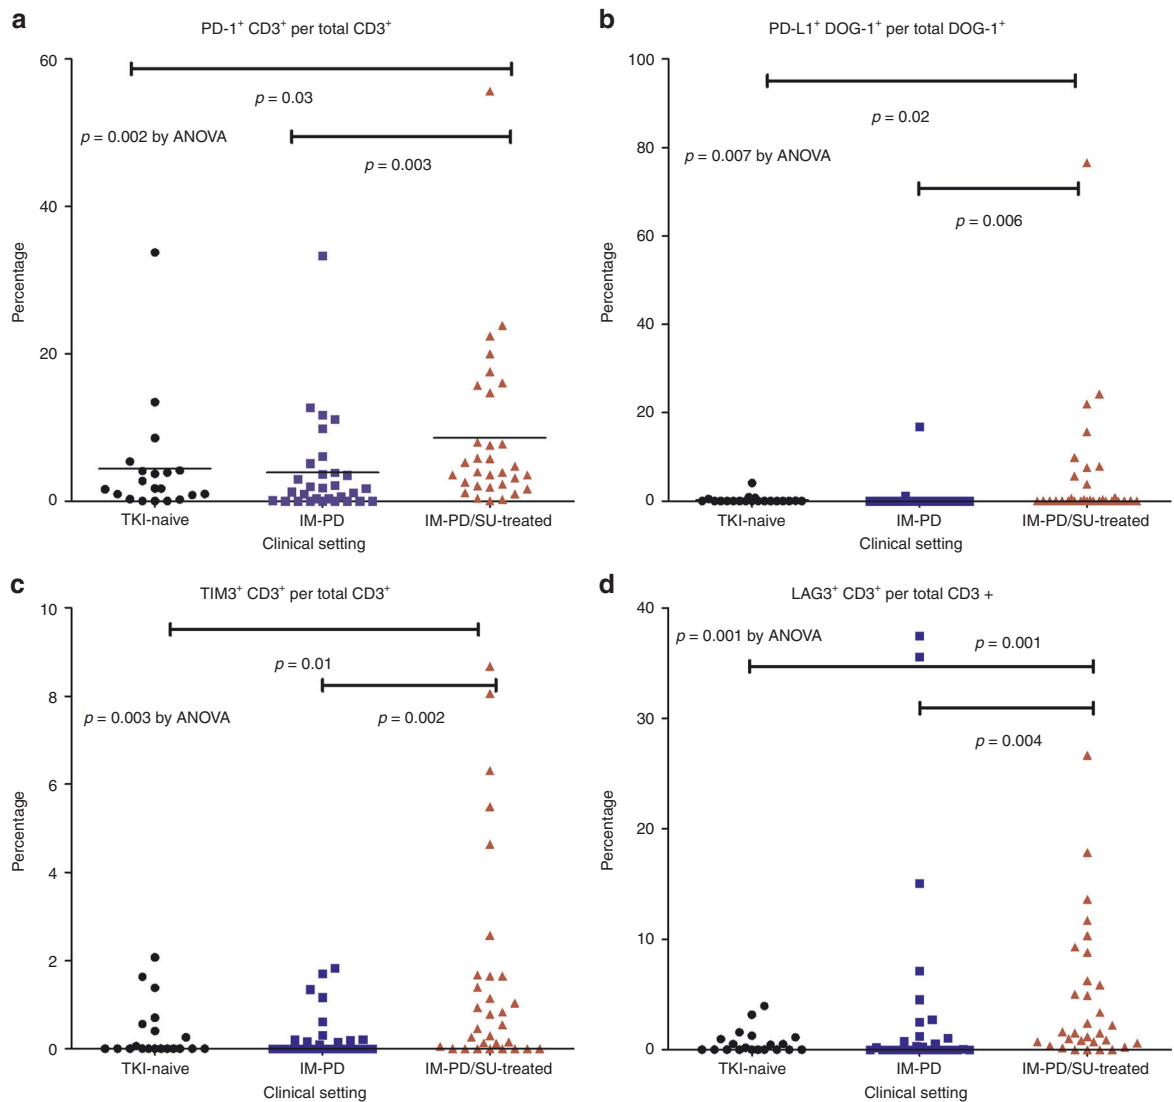 a
PD-1⁺ CD3⁺ per total CD3⁺
60
40
20
0
Percentage
p = 0.03
p = 0.002 by ANOVA
p = 0.003
TKI-naive IM-PD IM-PD/SU-treated
Clinical setting
b
PD-L1⁺ DOG-1⁺ per total DOG-1⁺
100
80
60
40
20
0
Percentage
p = 0.02
p = 0.007 by ANOVA
p = 0.006
TKI-naive IM-PD IM-PD/SU-treated
Clinical setting
c
TIM3⁺ CD3⁺ per total CD3⁺
10
8
6
4
2
0
Percentage
p = 0.01
p = 0.003 by ANOVA
p = 0.002
TKI-naive IM-PD IM-PD/SU-treated
Clinical setting
d
LAG3⁺ CD3⁺ per total CD3 +
40
30
20
10
0
Percentage
p = 0.001 by ANOVA
p = 0.001
p = 0.004
TKI-naive IM-PD IM-PD/SU-treated
Clinical setting